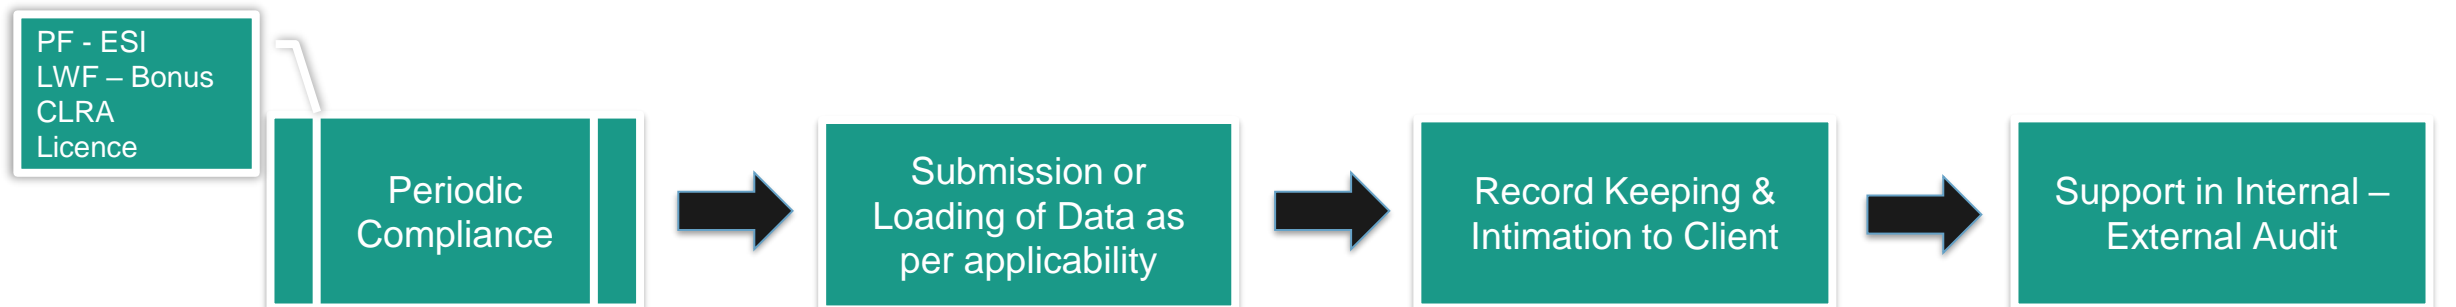 PF - ESI
LWF – Bonus
CLRA
Licence
Periodic
Compliance
Submission or
Loading of Data as
per applicability
Record Keeping &
Intimation to Client
Support in Internal –
External Audit